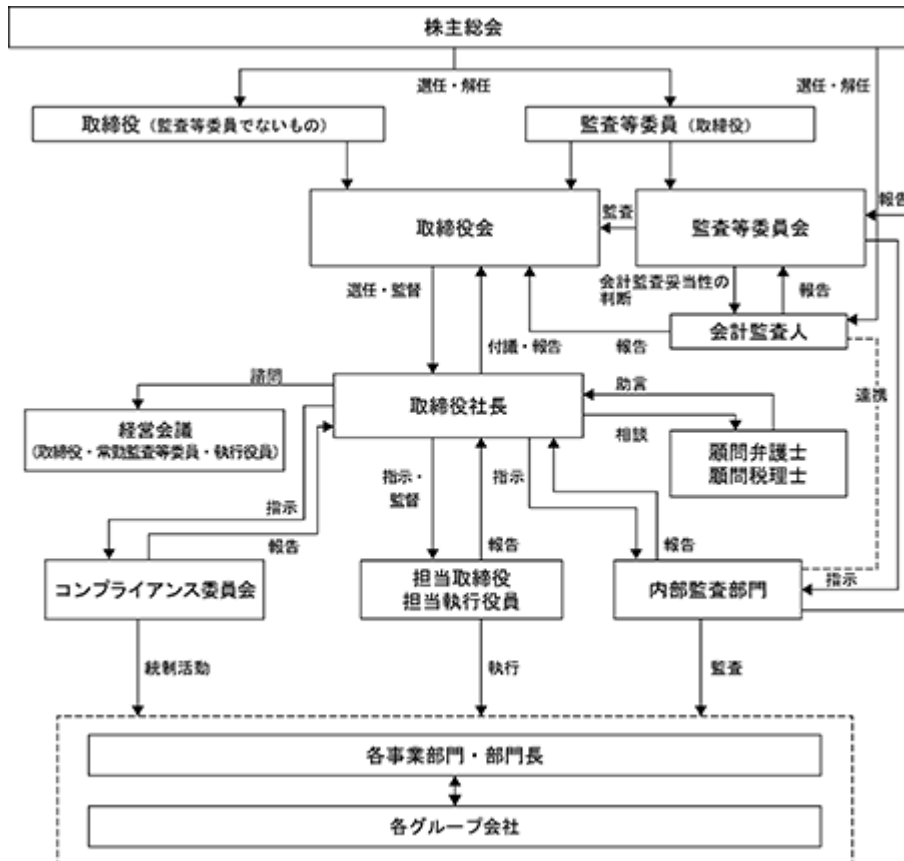 株主総会
選任・解任
選任・解任
取締役（監査等委員でないもの）
監査等委員（取締役）
取締役会
監査
監査等委員会
報告
選任・監督
会計監査妥当性の
判断
報告
付議・報告
報告
会計監査人
諮問
取締役社長
助言
連携
経営会議
(取締役・常勤監査等委員・執行役員)
相談
顧問弁護士
顧問税理士
指示・
監督
指示
指示
報告
報告
報告
コンプライアンス委員会
担当取締役
担当執行役員
内部監査部門
指示
統制活動
執行
監査
各事業部門・部門長
各グループ会社